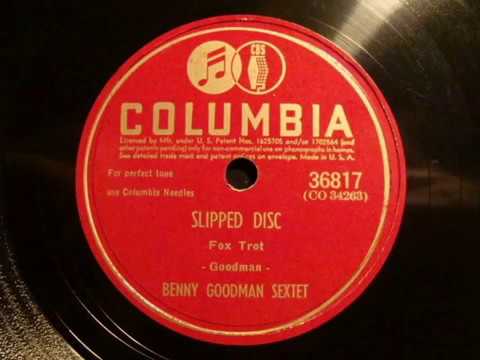 CBS
COLUMBIA
Licensed by Mfr. under U. S. Patent Nos. 1625705 and/or 1702564 (and
other patents pending) only for non-commercial use on phonographs in homes.
See detailed trade mark and patent notices on envelope. Made in U. S. A.
For perfect tone
use Columbia Needles
36817
(CO 34263)
SLIPPED DISC
Fox Trot
- Goodman -
BENNY GOODMAN SEXTET